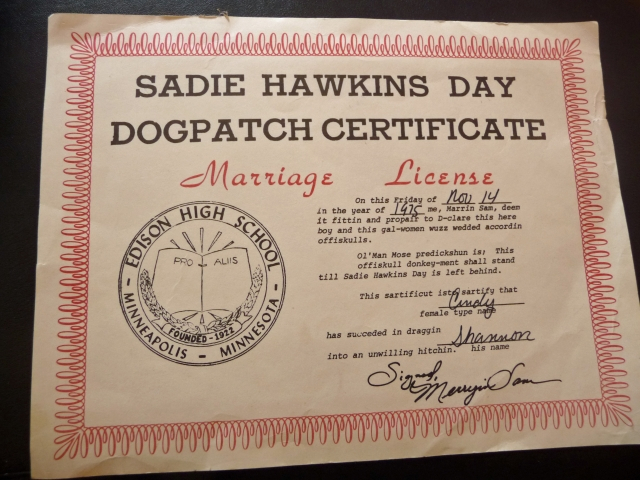 SADIE HAWKINS DAY
DOGPATCH CERTIFICATE
Marriage License
On this Friday of Nov 14
in the year of 1975 me, Marrin Sam, deem
it fittin and propair to D-clare this here
boy and this gal-women wuzz wedded accordin
offiskulls.
Ol'Man Mose predickshun is; This
offiskull donkey-ment shall stand
till Sadie Hawkins Day is left behind.
This sartificut is sartify that
Cindy
female type name
has succeded in draggin Shannon
into an unwilling hitchin. his name
Signed,
Merryin Sam
EDISON HIGH SCHOOL
PRO ALIIS
FOUNDED - 1922
MINNEAPOLIS - MINNESOTA